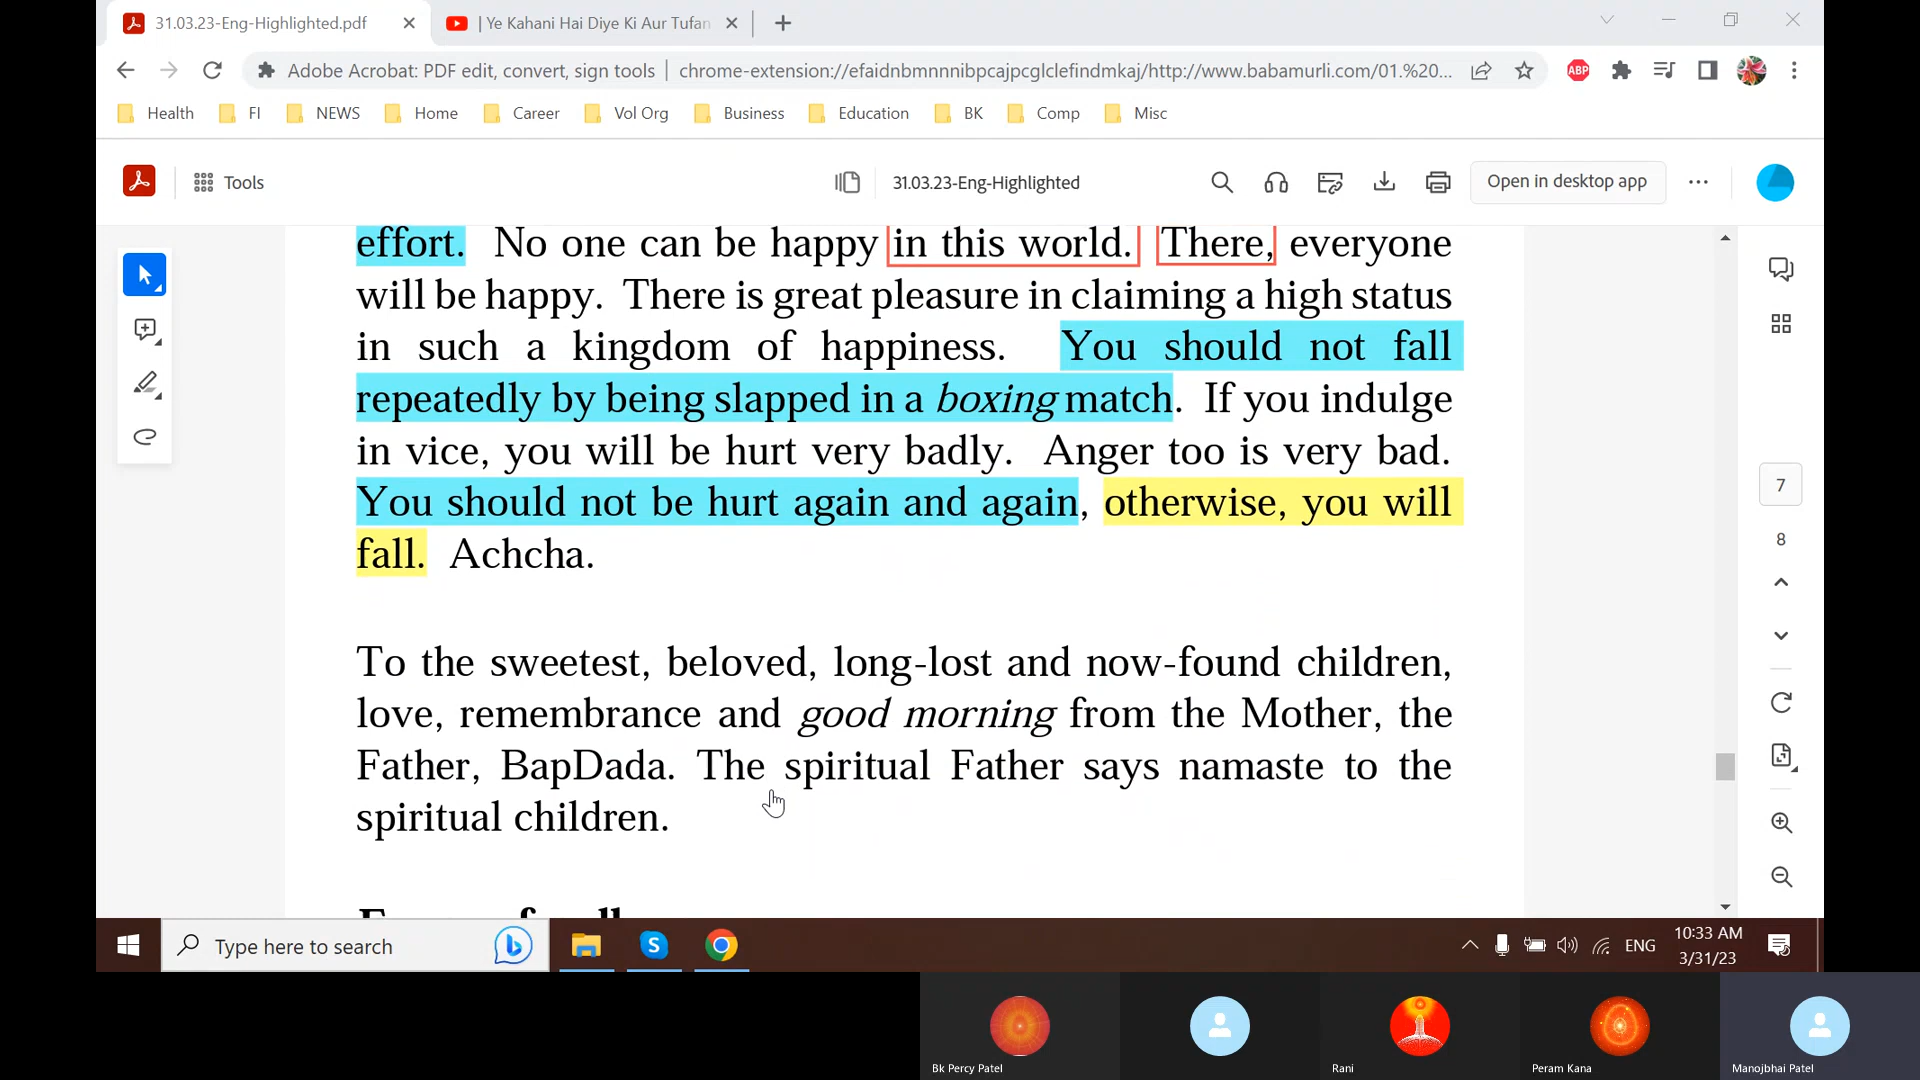 31.03.23-Eng-Highlighted.pdf
| Ye Kahani Hai Diye Ki Aur Tufan
Adobe Acrobat: PDF edit, convert, sign tools
chrome-extension://efaidnbmnnnibpcajpcglclefindmkaj/http://www.babamurli.com/01.%20...
ABP
Health
FI
NEWS
Home
Career
Vol Org
Business
Education
BK
Comp
Misc
Tools
31.03.23-Eng-Highlighted
Open in desktop app
effort. No one can be happy in this world. There, everyone
will be happy. There is great pleasure in claiming a high status
in such a kingdom of happiness. You should not fall
repeatedly by being slapped in a boxing match. If you indulge
in vice, you will be hurt very badly. Anger too is very bad.
You should not be hurt again and again, otherwise, you will
fall. Achcha.
To the sweetest, beloved, long-lost and now-found children,
love, remembrance and good morning from the Mother, the
Father, BapDada. The spiritual Father says namaste to the
spiritual children.
7
8
Type here to search
ENG
10:33 AM
3/31/23
Bk Percy Patel
Rani
Peram Kana
Manojbhai Patel